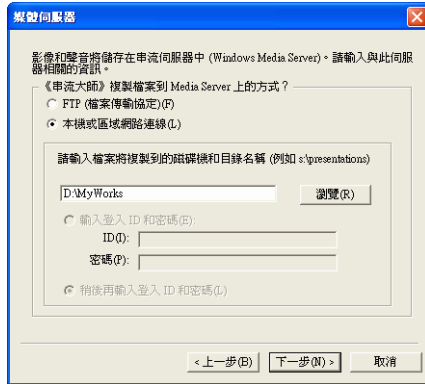 媒體伺服器
影像和聲音將儲存在串流伺服器中 (Windows Media Server)。請輸入與此伺服
器相關的資訊。
《串流大師》複製檔案到 Media Server 上的方式？
FTP (檔案傳輸協定)(F)
本機或區域網路連線(L)
請輸入檔案將複製到的磁碟機和目錄名稱 (例如 s:\presentations)
D:\MyWorks
瀏覽(R)
輸入登入 ID 和密碼(E):
ID(I):
密碼(P):
稍後再輸入登入 ID 和密碼(L)
<上一步(B)
下一步(N) >
取消